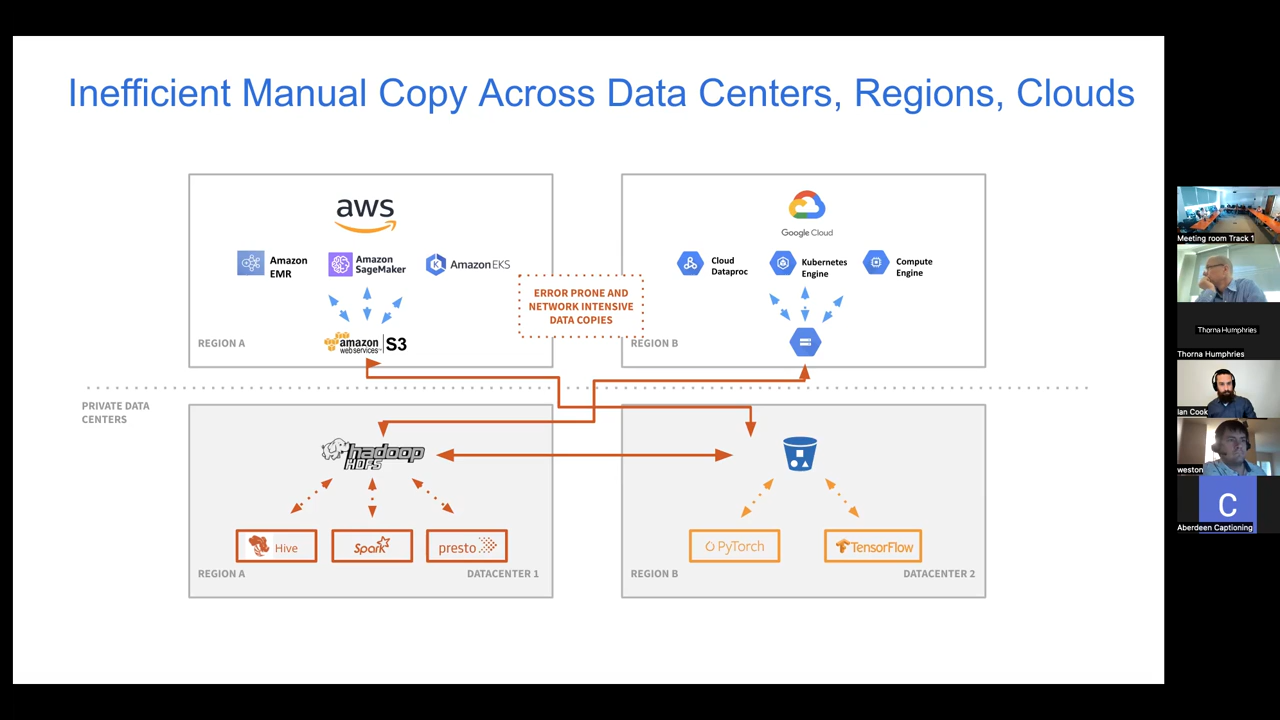 Inefficient Manual Copy Across Data Centers, Regions, Clouds
aws
Amazon
EMR
Amazon
SageMaker
Amazon EKS
amazon
webservices™
S3
REGION A
ERROR PRONE AND
NETWORK INTENSIVE
DATA COPIES
Google Cloud
Cloud
Dataproc
Kubernetes
Engine
Compute
Engine
REGION B
PRIVATE DATA
CENTERS
hadoop
HDFS
Hive
Spark
presto
REGION A
DATACENTER 1
PyTorch
TensorFlow
REGION B
DATACENTER 2
Meeting room Track 1
Thorna Humphries
Thorna Humphries
Ian Cook
weston
C
Aberdeen Captioning